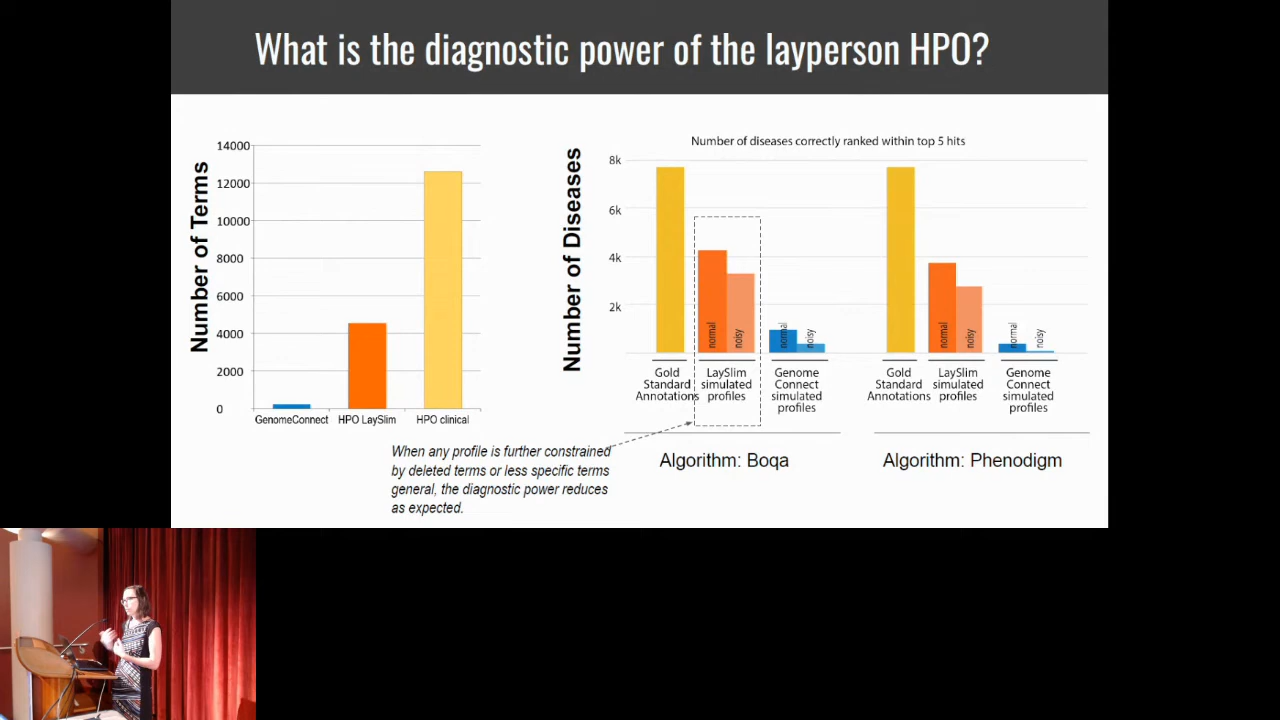 What is the diagnostic power of the layperson HPO?
Number of Terms
14000
12000
10000
8000
6000
4000
2000
0
GenomeConnect
HPO LaySlim
HPO clinical
When any profile is further constrained
by deleted terms or less specific terms
general, the diagnostic power reduces
as expected.
Number of diseases correctly ranked within top 5 hits
Number of Diseases
8k
6k
4k
2k
normal
noisy
normal
noisy
normal
noisy
normal
noisy
Gold
Standard
Annotations
LaySlim
simulated
profiles
Genome
Connect
simulated
profiles
Gold
Standard
Annotations
LaySlim
simulated
profiles
Genome
Connect
simulated
profiles
Algorithm: Boqa
Algorithm: Phenodigm